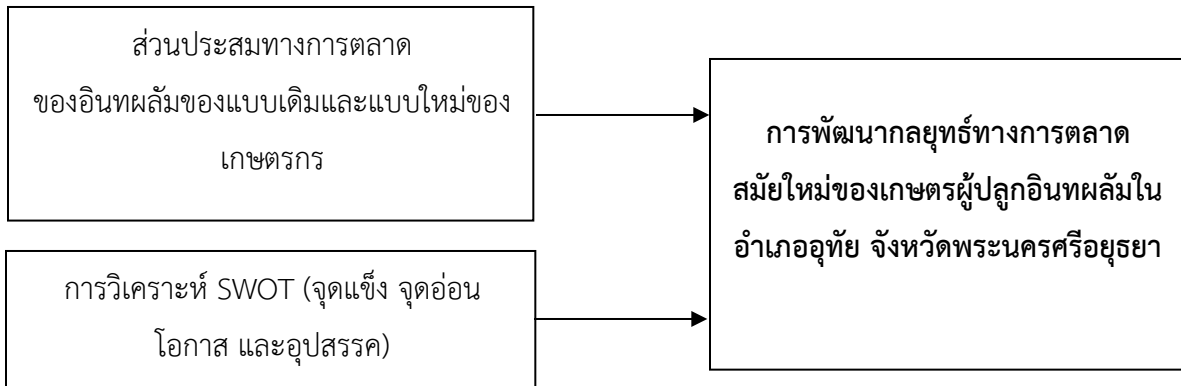 ส่วนประสมทางการตลาด
ของอินทผลัมของแบบเดิมและแบบใหม่ของ
เกษตรกร
การวิเคราะห์ SWOT (จุดแข็ง จุดอ่อน
โอกาส และอุปสรรค)
การพัฒนากลยุทธ์ทางการตลาด
สมัยใหม่ของเกษตรผู้ปลูกอินทผลัมใน
อำเภออุทัย จังหวัดพระนครศรีอยุธยา